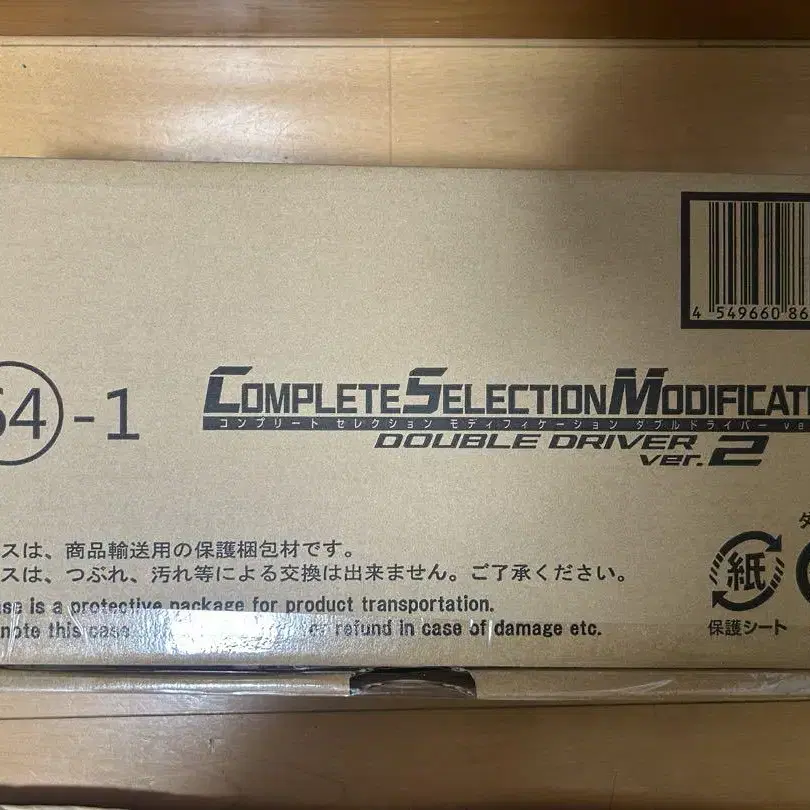 4 549660 86
64-1
COMPLETE SELECTION MODIFICATI
コンプリート セレクション モディフィケーション ダブルドライバー ve
DOUBLE DRIVER
ver. 2
スは、商品輸送用の保護梱包材です。
スは、つぶれ、汚れ等による交換は出来ません。ご了承ください。
ase is a protective package for product transportation.
note this case or refund in case of damage etc.
ダ
紙
保護シート